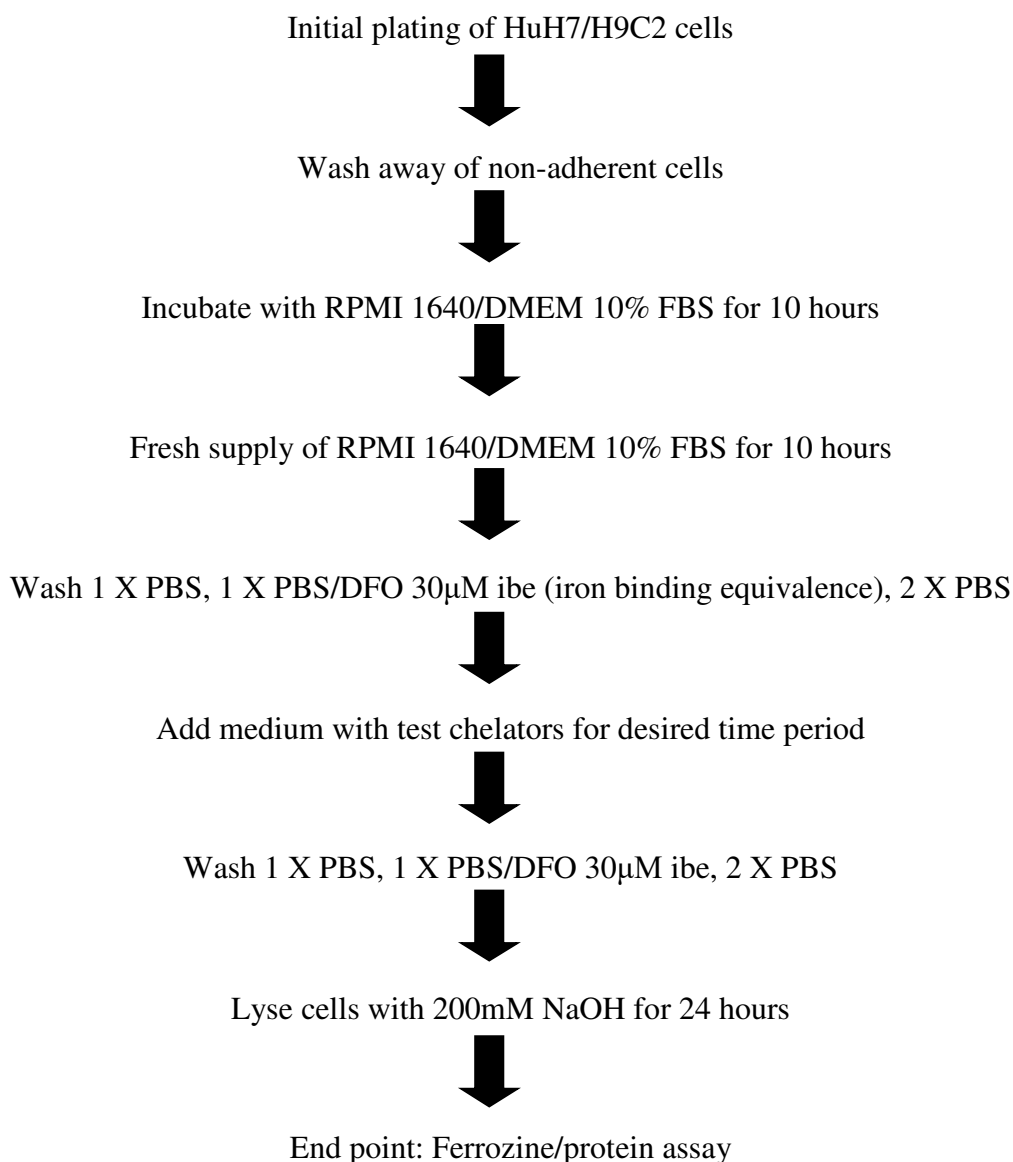 Initial plating of HuH7/H9C2 cells
Wash away of non-adherent cells
Incubate with RPMI 1640/DMEM 10% FBS for 10 hours
Fresh supply of RPMI 1640/DMEM 10% FBS for 10 hours
Wash 1 X PBS, 1 X PBS/DFO 30μM ibe (iron binding equivalence), 2 X PBS
Add medium with test chelators for desired time period
Wash 1 X PBS, 1 X PBS/DFO 30μM ibe, 2 X PBS
Lyse cells with 200mM NaOH for 24 hours
End point: Ferrozine/protein assay